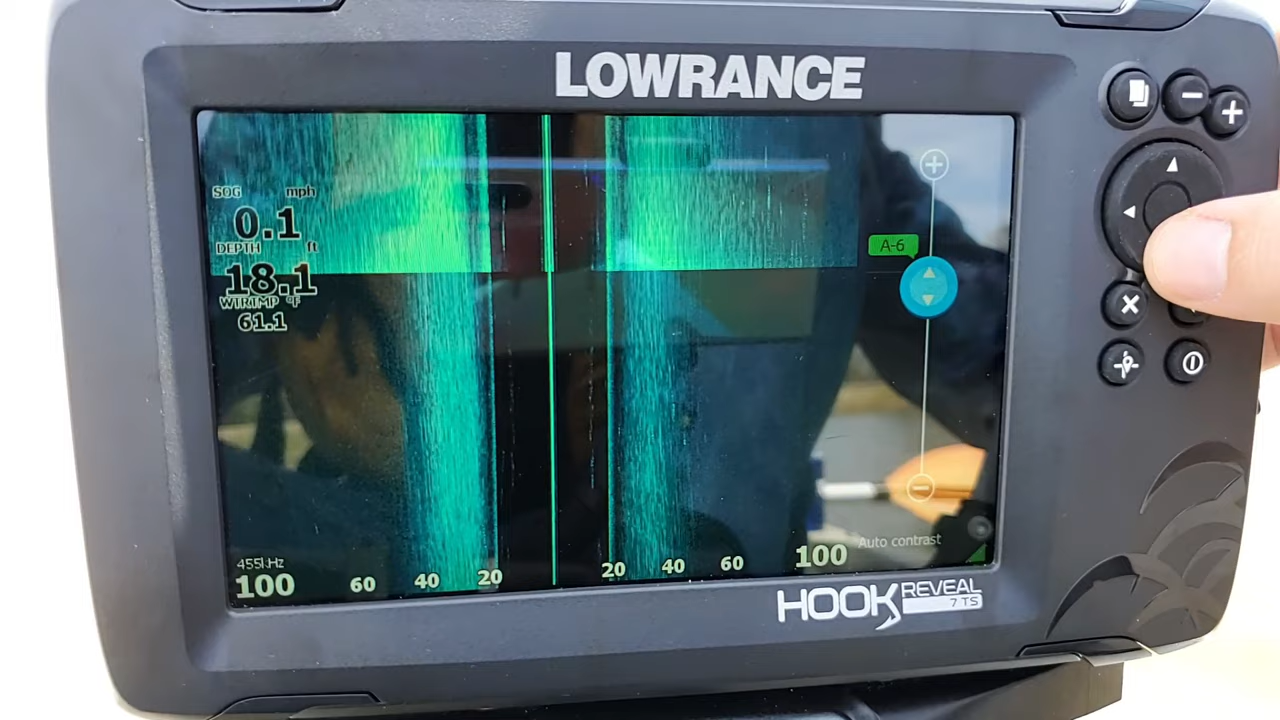 LOWRANCE
SOG mph
0.1
DEPTH ft
18.1
WTRTMP °F
61.1
A-6
Auto contrast
455kHz
100 60 40 20 20 40 60 100
HOOK REVEAL
7 TS